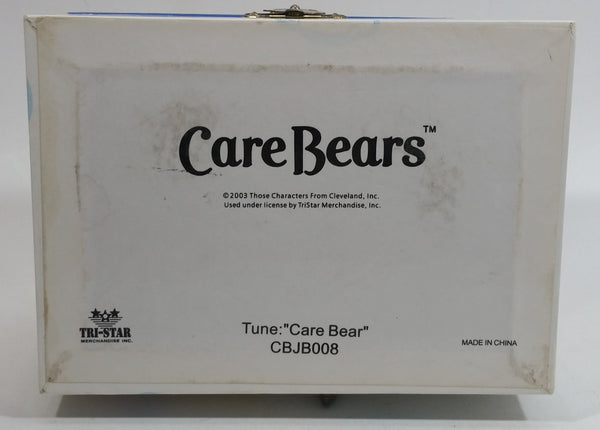 Care Bears™
©2003 Those Characters From Cleveland, Inc.
Used under license by TriStar Merchandise, Inc.
TRI-STAR
MERCHANDISE INC.
Tune:"Care Bear"
CBJB008
MADE IN CHINA